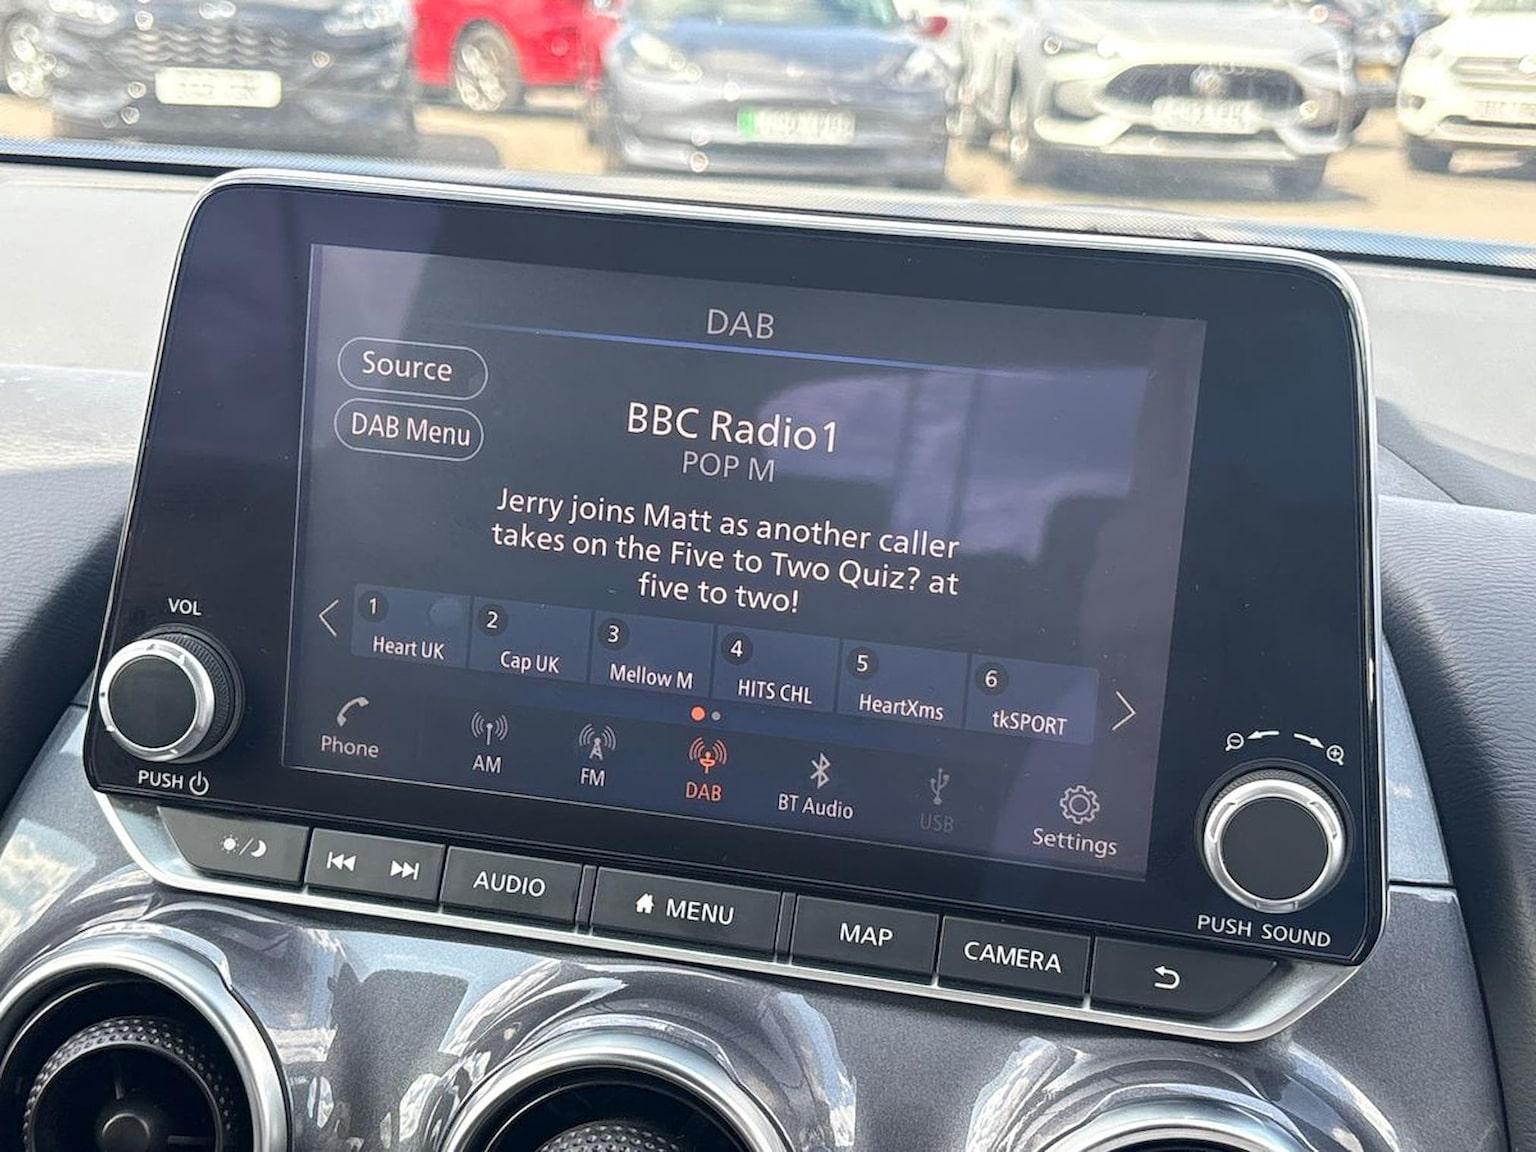 DAB
Source
DAB Menu
BBC Radio1
POP M
Jerry joins Matt as another caller
takes on the Five to Two Quiz? at
five to two!
1 Heart UK
2 Cap UK
3 Mellow M
4 HITS CHL
5 HeartXms
6 tkSPORT
Phone
AM
FM
DAB
BT Audio
USB
Settings
VOL
PUSH
PUSH SOUND
AUDIO
MENU
MAP
CAMERA